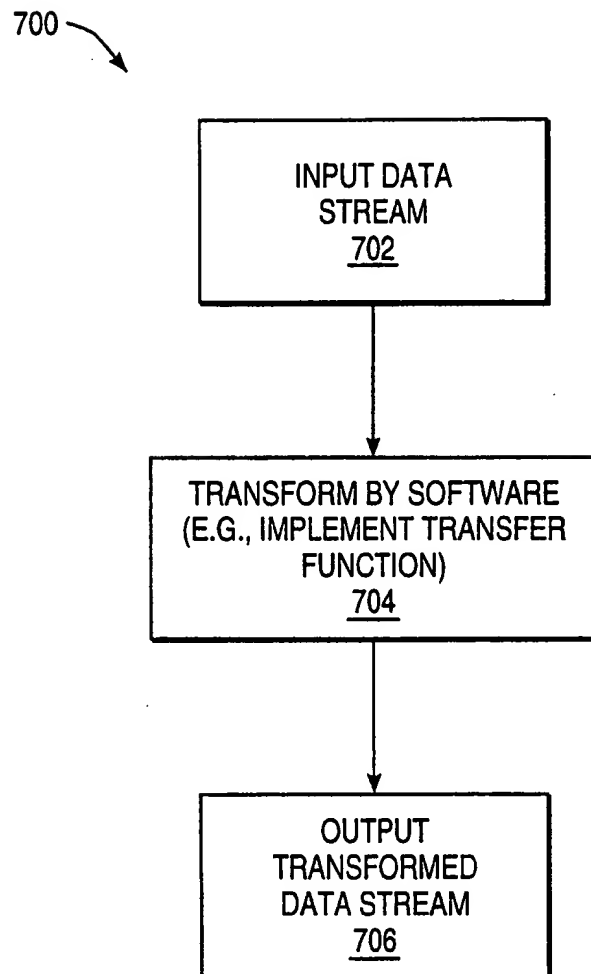 700
INPUT DATA
STREAM
702
TRANSFORM BY SOFTWARE
(E.G., IMPLEMENT TRANSFER
FUNCTION)
704
OUTPUT
TRANSFORMED
DATA STREAM
706